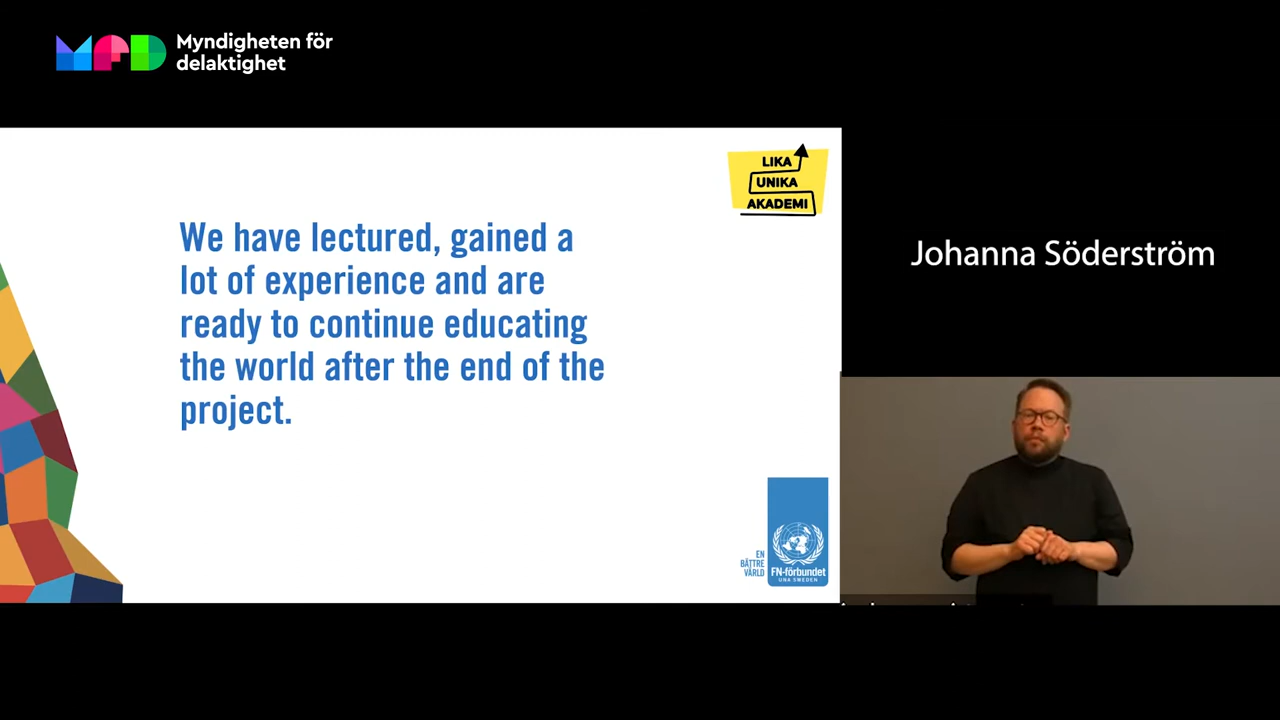 MFD
Myndigheten för
delaktighet
LIKA
UNIKA
AKADEMI
We have lectured, gained a
lot of experience and are
ready to continue educating
the world after the end of the
project.
EN
BÄTTRE
VÄRLD
FN-förbundet
UNA SWEDEN
Johanna Söderström